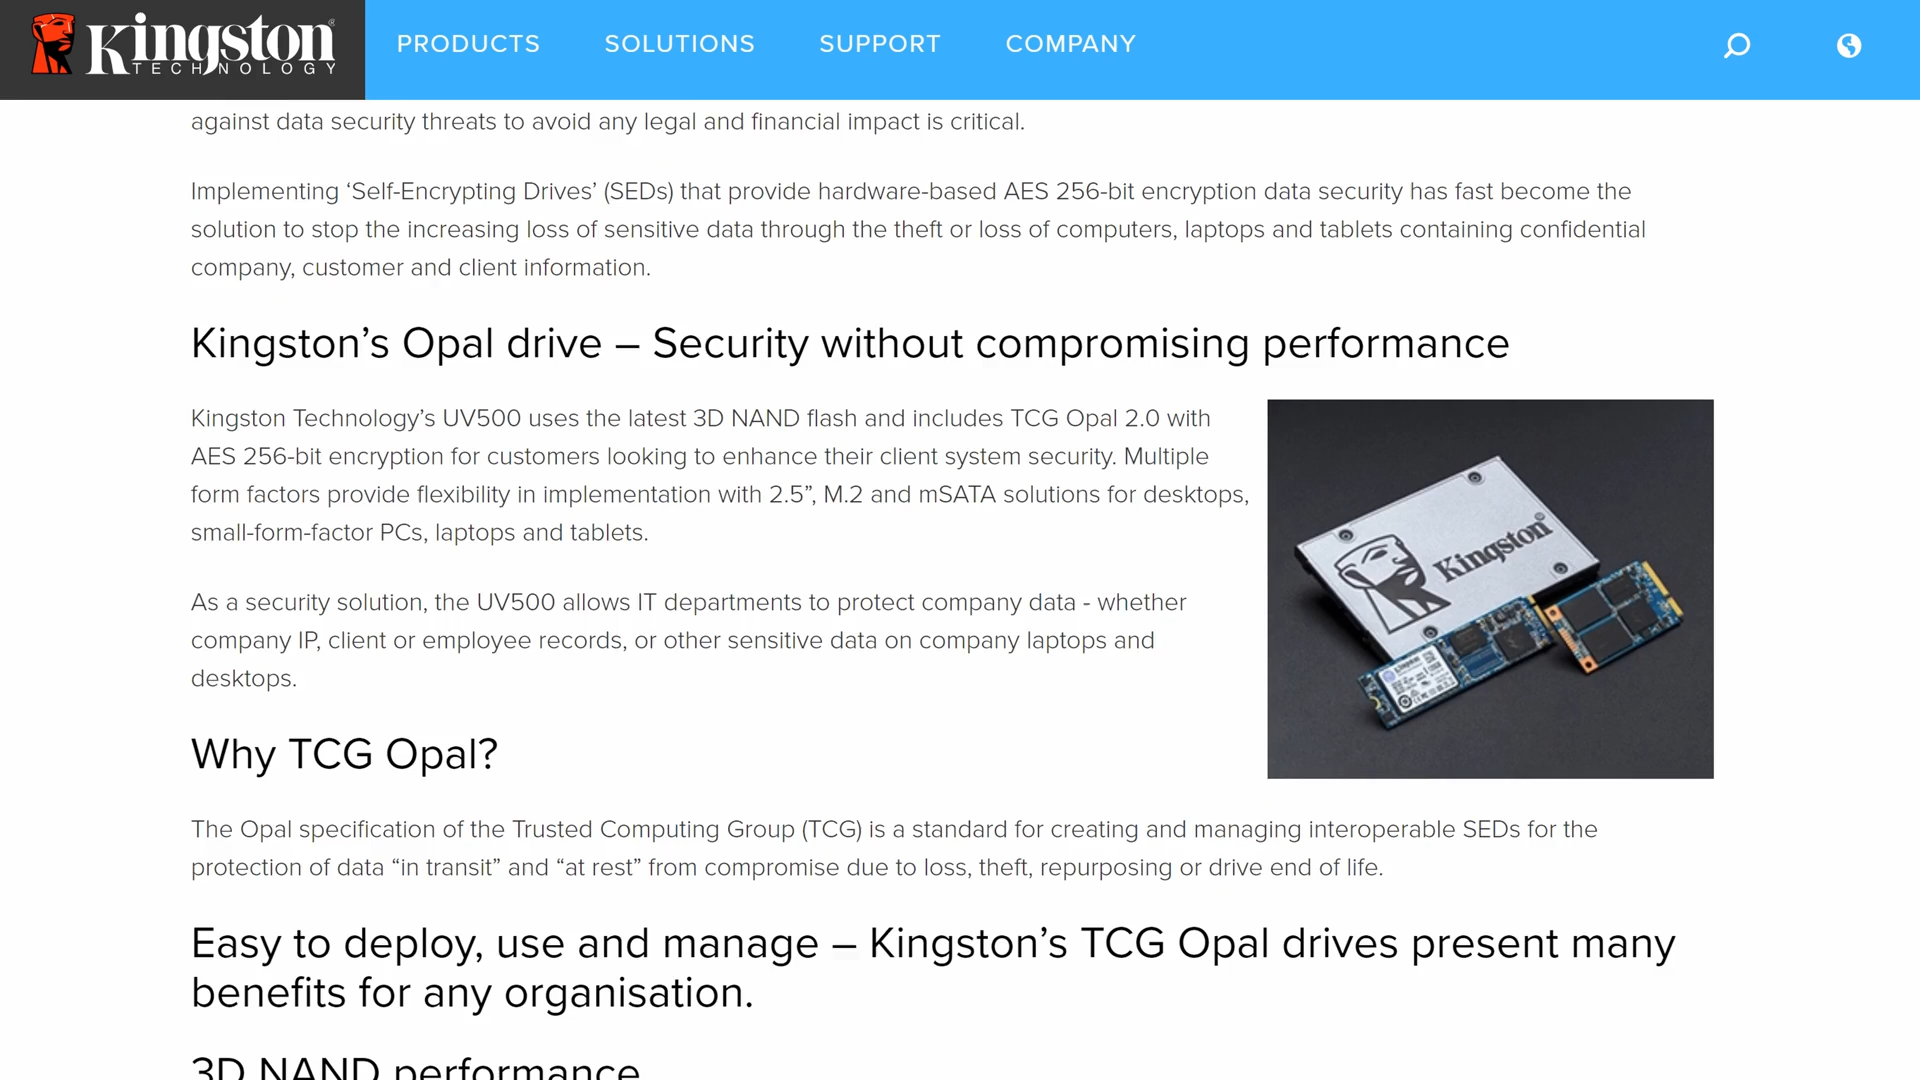 Kingston
TECHNOLOGY
PRODUCTS
SOLUTIONS
SUPPORT
COMPANY
against data security threats to avoid any legal and financial impact is critical.
Implementing ‘Self-Encrypting Drives’ (SEDs) that provide hardware-based AES 256-bit encryption data security has fast become the
solution to stop the increasing loss of sensitive data through the theft or loss of computers, laptops and tablets containing confidential
company, customer and client information.
Kingston’s Opal drive – Security without compromising performance
Kingston Technology’s UV500 uses the latest 3D NAND flash and includes TCG Opal 2.0 with
AES 256-bit encryption for customers looking to enhance their client system security. Multiple
form factors provide flexibility in implementation with 2.5”, M.2 and mSATA solutions for desktops,
small-form-factor PCs, laptops and tablets.
Kingston
As a security solution, the UV500 allows IT departments to protect company data - whether
company IP, client or employee records, or other sensitive data on company laptops and
desktops.
Why TCG Opal?
The Opal specification of the Trusted Computing Group (TCG) is a standard for creating and managing interoperable SEDs for the
protection of data “in transit” and “at rest” from compromise due to loss, theft, repurposing or drive end of life.
Easy to deploy, use and manage – Kingston’s TCG Opal drives present many
benefits for any organisation.
3D NAND performance